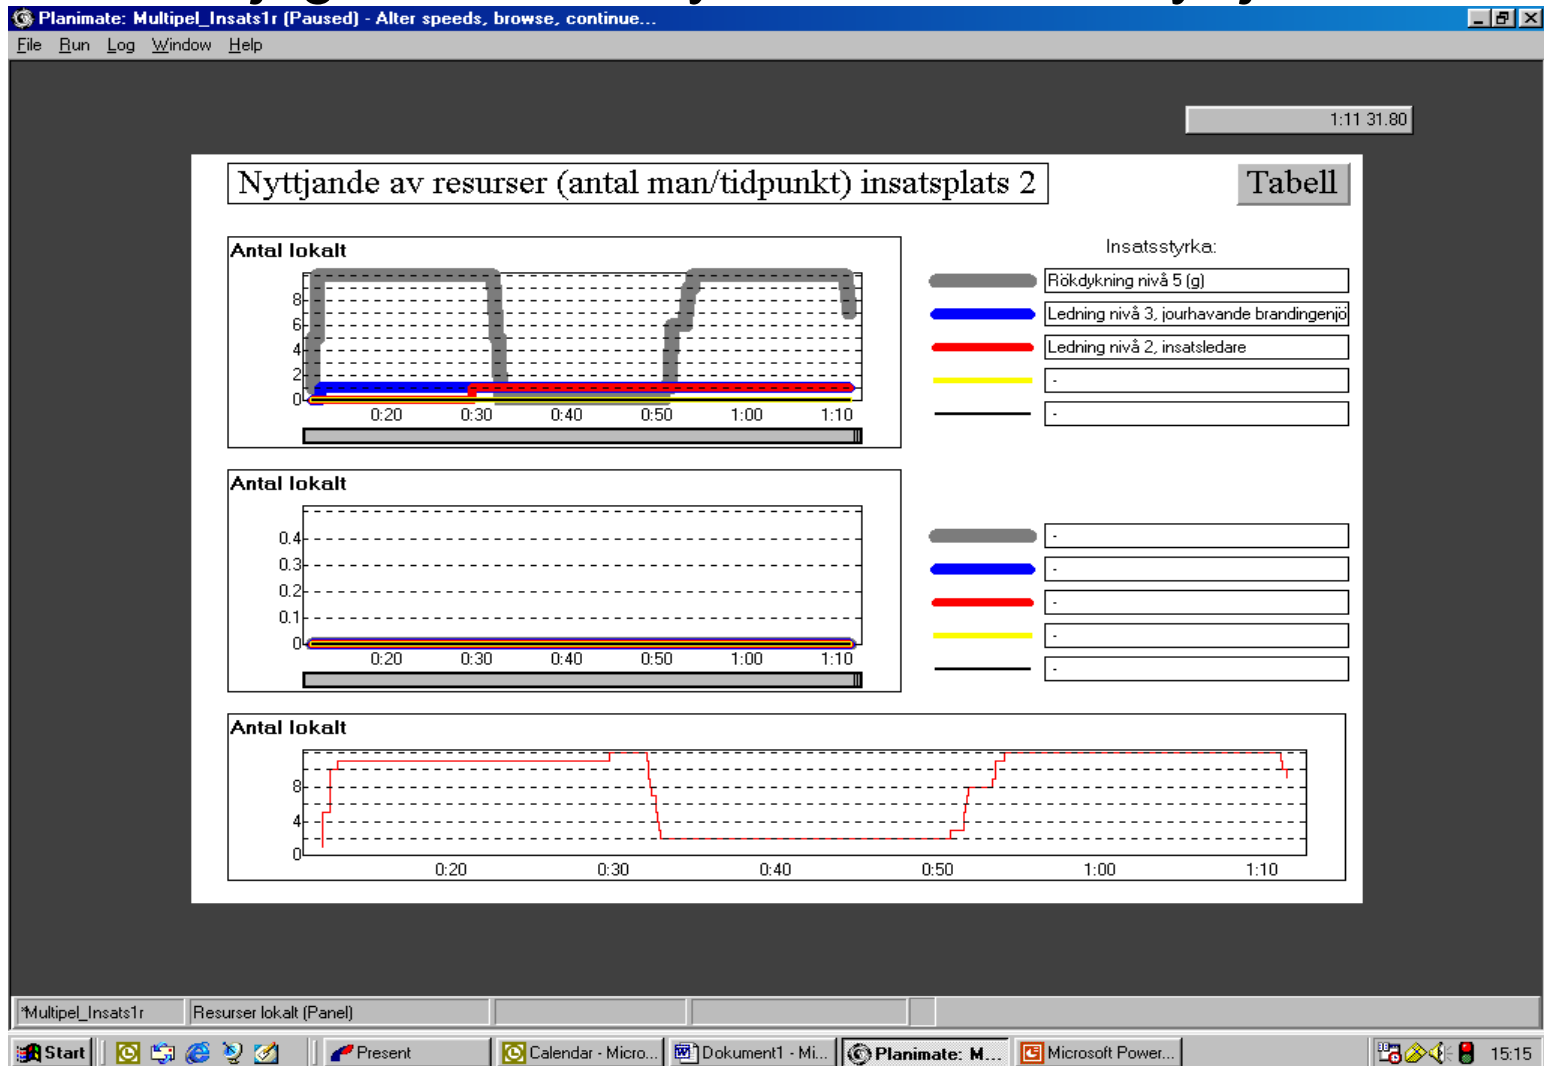 Planimate: Multipel_Insats1r (Paused) - Alter speeds, browse, continue...
File Run Log Window Help
1:11 31.80
Nyttjande av resurser (antal man/tidpunkt) insatsplats 2
Tabell
Antal lokalt
8
6
4
2
0
0:20 0:30 0:40 0:50 1:00 1:10
Insatsstyrka:
Rökdykning nivå 5 (g)
Ledning nivå 3, jourhavande brandingenjö
Ledning nivå 2, insatsledare
-
-
Antal lokalt
0.4
0.3
0.2
0.1
0
0:20 0:30 0:40 0:50 1:00 1:10
-
-
-
-
-
Antal lokalt
8
4
0
0:20 0:30 0:40 0:50 1:00 1:10
*Multipel_Insats1r Resurser lokalt (Panel)
Start Present Calendar - Micro... Dokument1 - Mi... Planimate: M... Microsoft Power... 15:15